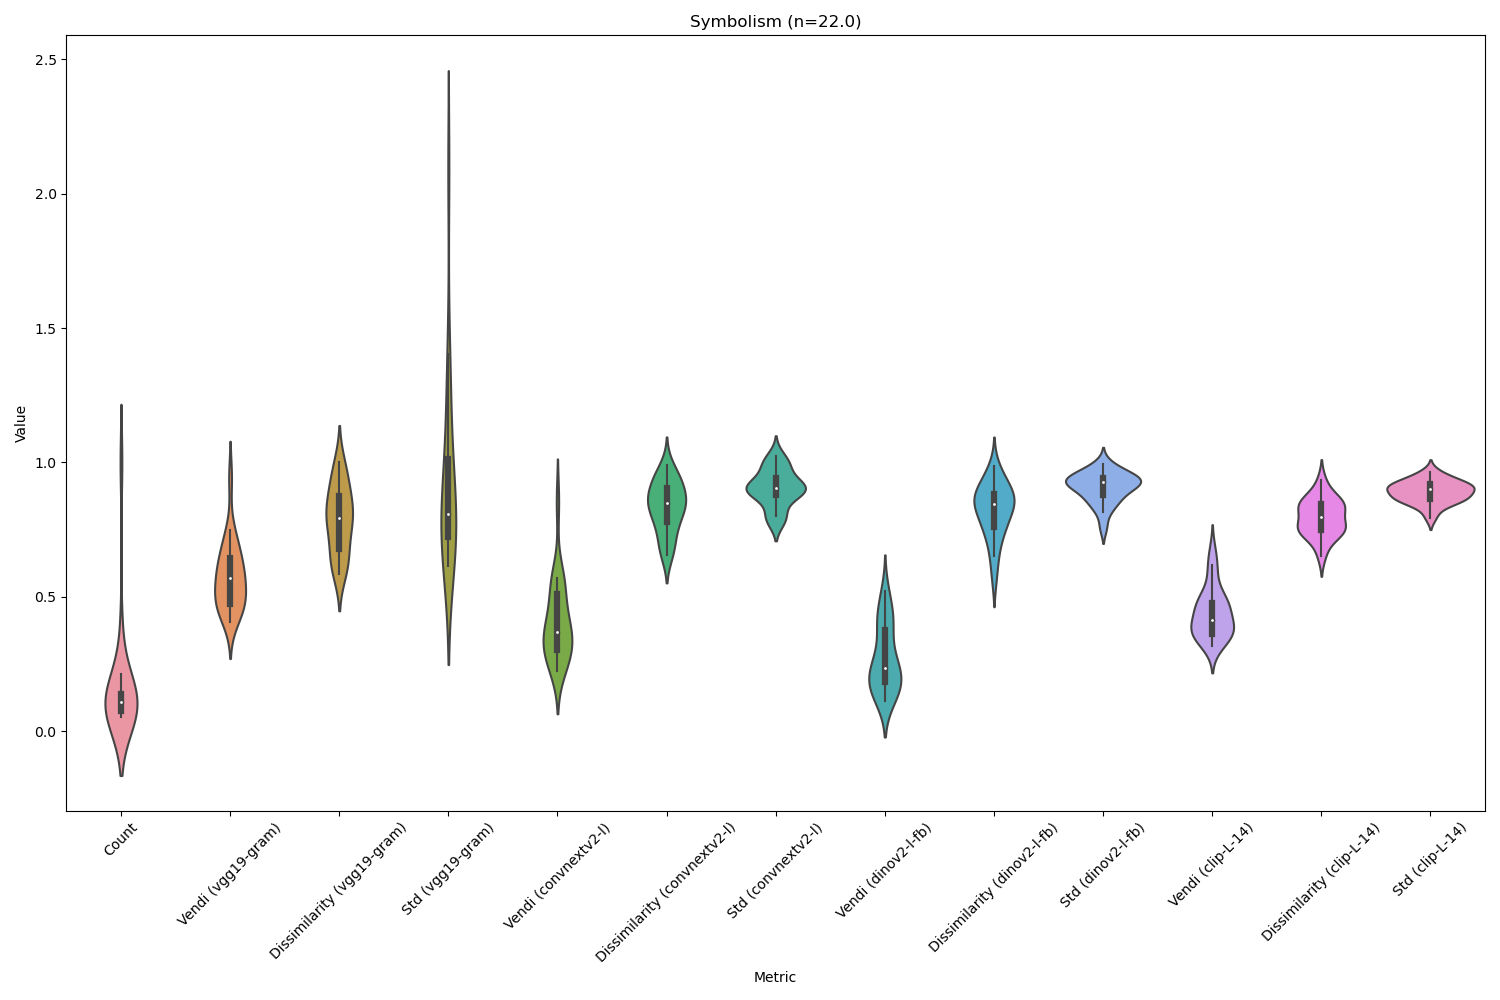 Symbolism (n=22.0)
2.5
2.0
1.5
1.0
0.5
0.0
Value
Count
Vendi (vgg19-gram)
Dissimilarity (vgg19-gram)
Std (vgg19-gram)
Vendi (convnextv2-l)
Dissimilarity (convnextv2-l)
Std (convnextv2-l)
Vendi (dinov2-l-fb)
Dissimilarity (dinov2-l-fb)
Std (dinov2-l-fb)
Vendi (clip-L-14)
Dissimilarity (clip-L-14)
Std (clip-L-14)
Metric